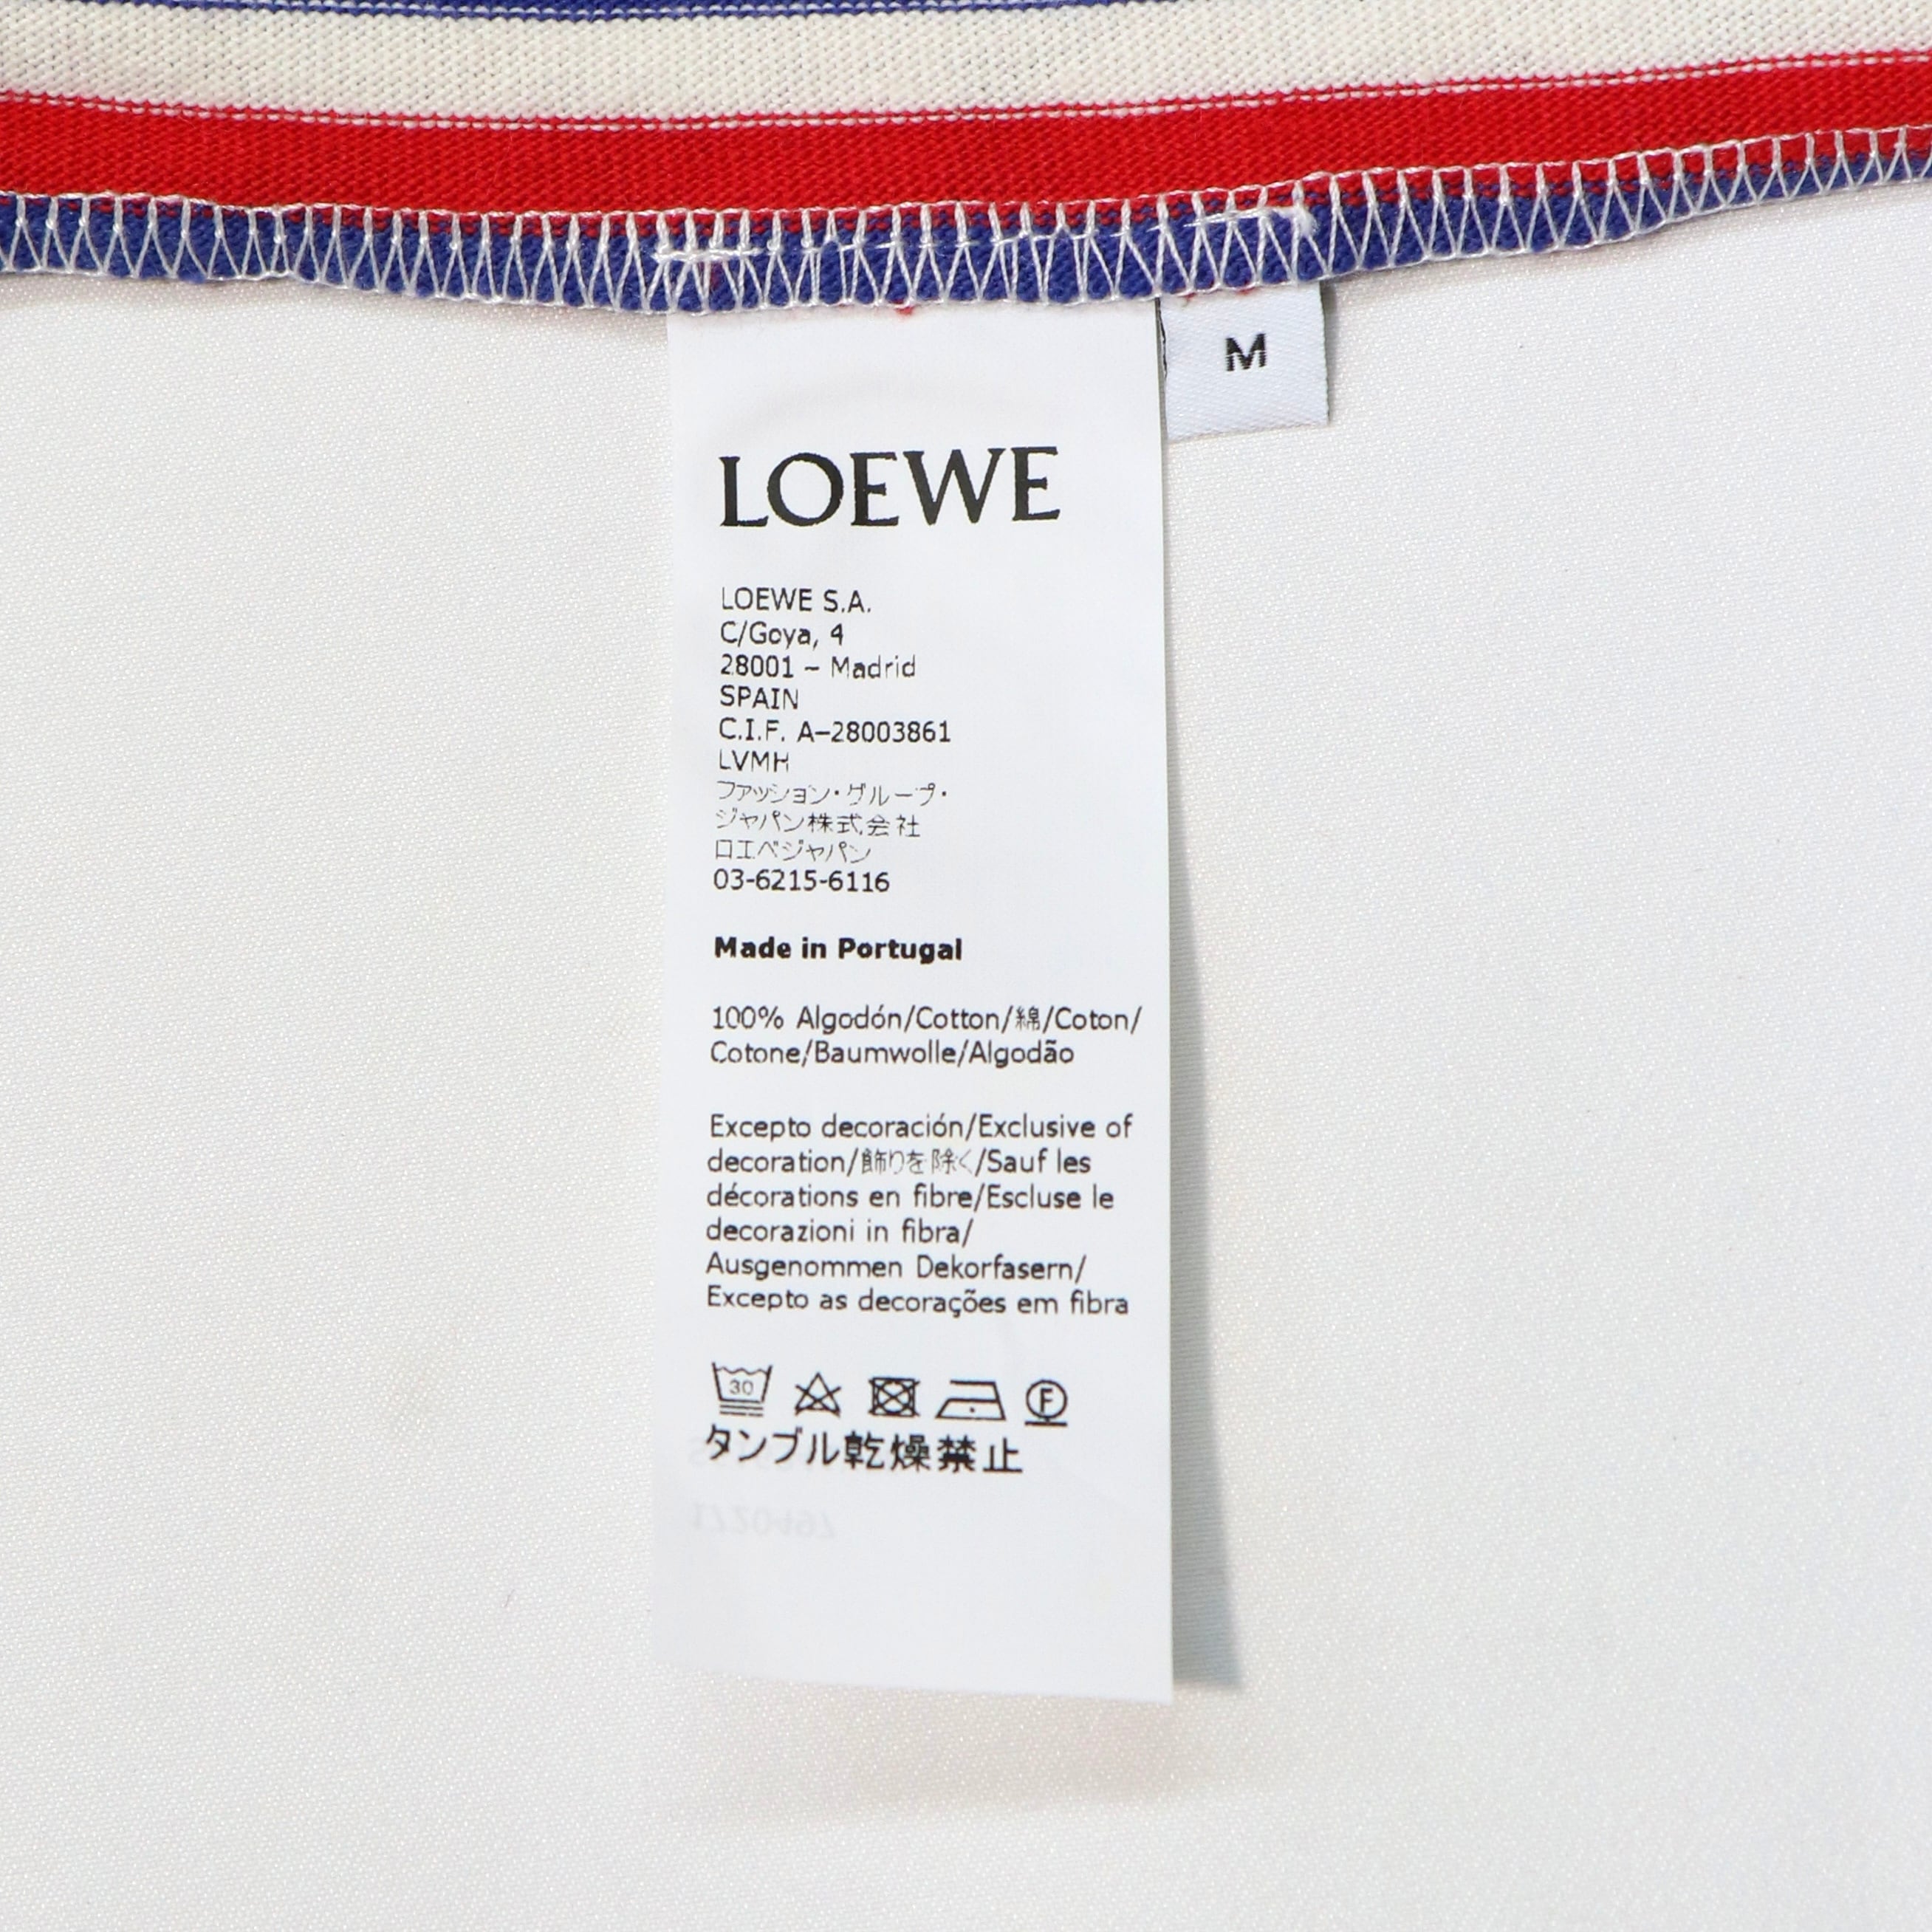 M
LOEWE
LOEWE S.A.
C/Goya, 4
28001 – Madrid
SPAIN
C.I.F. A–28003861
LVMH
ファッション・グループ・
ジャパン株式会社
ロエベジャパン
03-6215-6116
Made in Portugal
100% Algodón/Cotton/綿/Coton/
Cotone/Baumwolle/Algodão
Excepto decoración/Exclusive of
decoration/飾りを除く/Sauf les
décorations en fibre/Escluse le
decorazioni in fibra/
Ausgenommen Dekorfasern/
Excepto as decorações em fibra
30
F
タンブル乾燥禁止